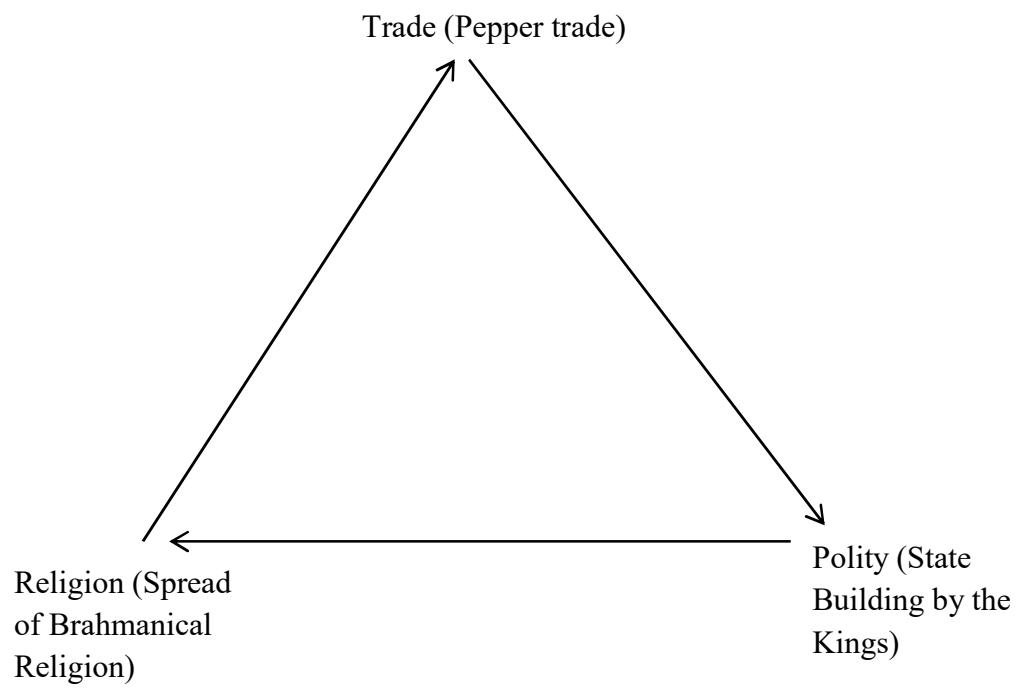 Trade (Pepper trade)
Religion (Spread
of Brahmanical
Religion)
Polity (State
Building by the
Kings)